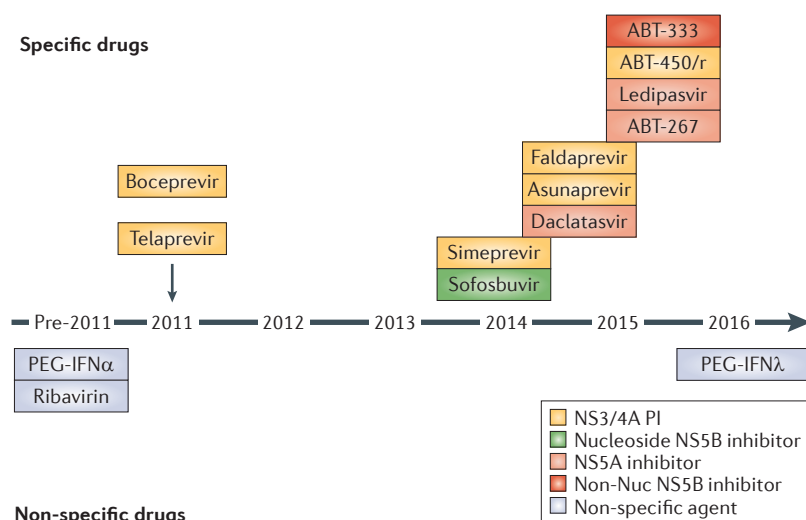 Specific drugs
ABT-333
ABT-450/r
Ledipasvir
ABT-267
Faldaprevir
Asunaprevir
Daclatasvir
Boceprevir
Telaprevir
Simeprevir
Sofosbuvir
Pre-2011 2011 2012 2013 2014 2015 2016
PEG-IFNα
Ribavirin
PEG-IFNλ
NS3/4A PI
Nucleoside NS5B inhibitor
NS5A inhibitor
Non-Nuc NS5B inhibitor
Non-specific agent
Non-specific drugs